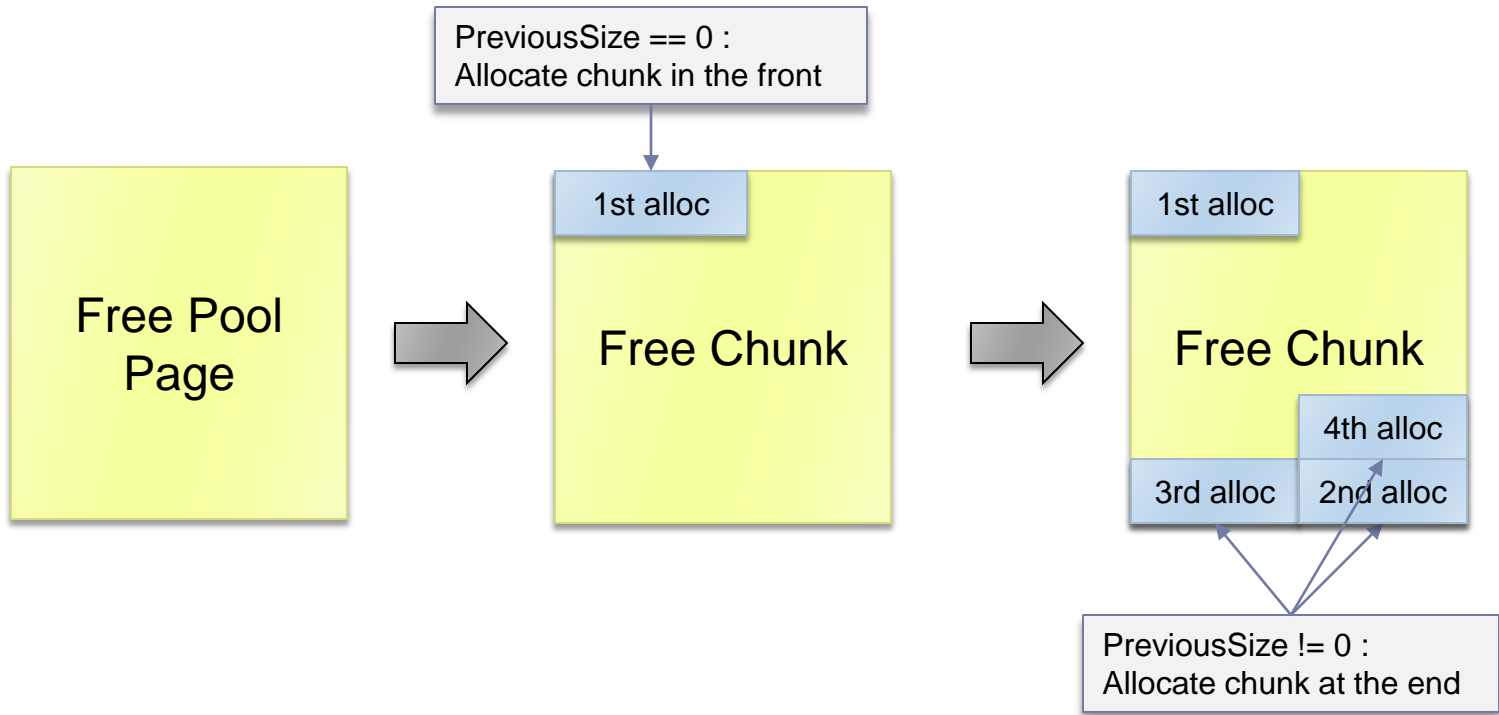 PreviousSize == 0 :
Allocate chunk in the front
Free Pool
Page
1st alloc
Free Chunk
1st alloc
Free Chunk
4th alloc
3rd alloc
2nd alloc
PreviousSize != 0 :
Allocate chunk at the end